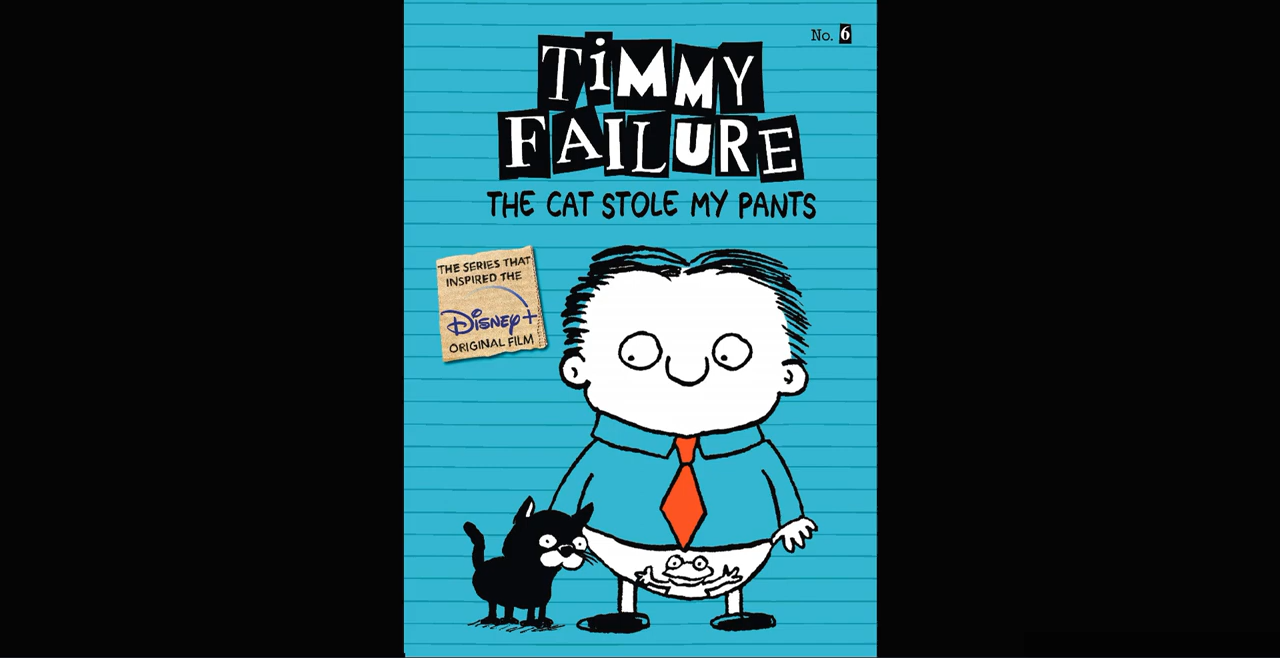 No. 6
TiMMY
FAILURE
THE CAT STOLE MY PANTS
THE SERIES THAT
INSPIRED THE
DISNEY+
ORIGINAL FILM